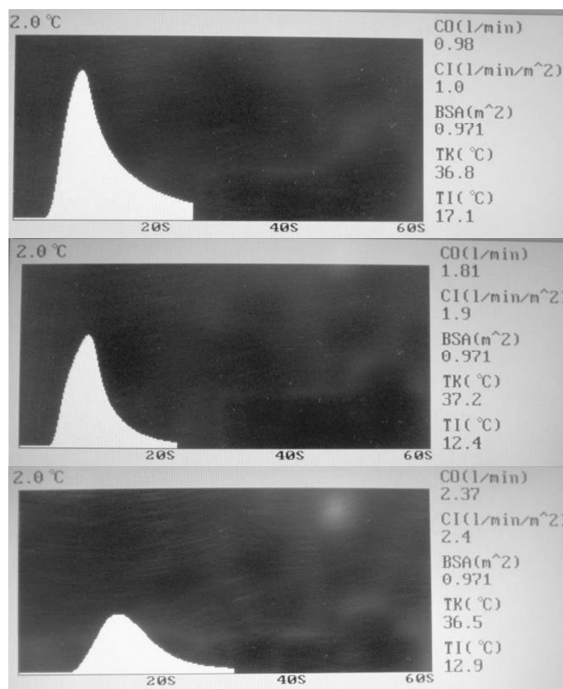 2.0 ℃
CO(l/min)
0.98
CI(l/min/m^2)
1.0
BSA(m^2)
0.971
TK( ℃)
36.8
TI( ℃)
17.1
20S 40S 60S
2.0 ℃
CO(l/min)
1.81
CI(l/min/m^2)
1.9
BSA(m^2)
0.971
TK( ℃)
37.2
TI( ℃)
12.4
20S 40S 60S
2.0 ℃
CO(l/min)
2.37
CI(l/min/m^2)
2.4
BSA(m^2)
0.971
TK( ℃)
36.5
TI( ℃)
12.9
20S 40S 60S